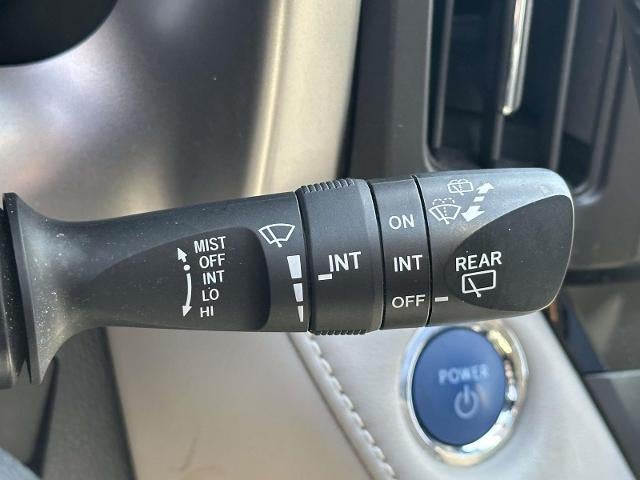 MIST
OFF
INT
LO
HI
INT
ON
INT
OFF
REAR
POWER